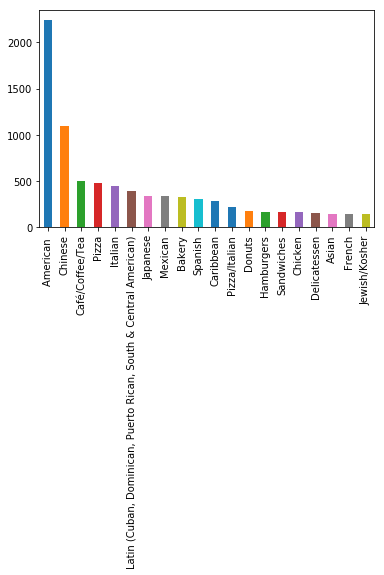 2000
1500
1000
500
0
American
Chinese
Café/Coffee/Tea
Pizza
Italian
Latin (Cuban, Dominican, Puerto Rican, South & Central American)
Japanese
Mexican
Bakery
Spanish
Caribbean
Pizza/Italian
Donuts
Hamburgers
Sandwiches
Chicken
Delicatessen
Asian
French
Jewish/Kosher